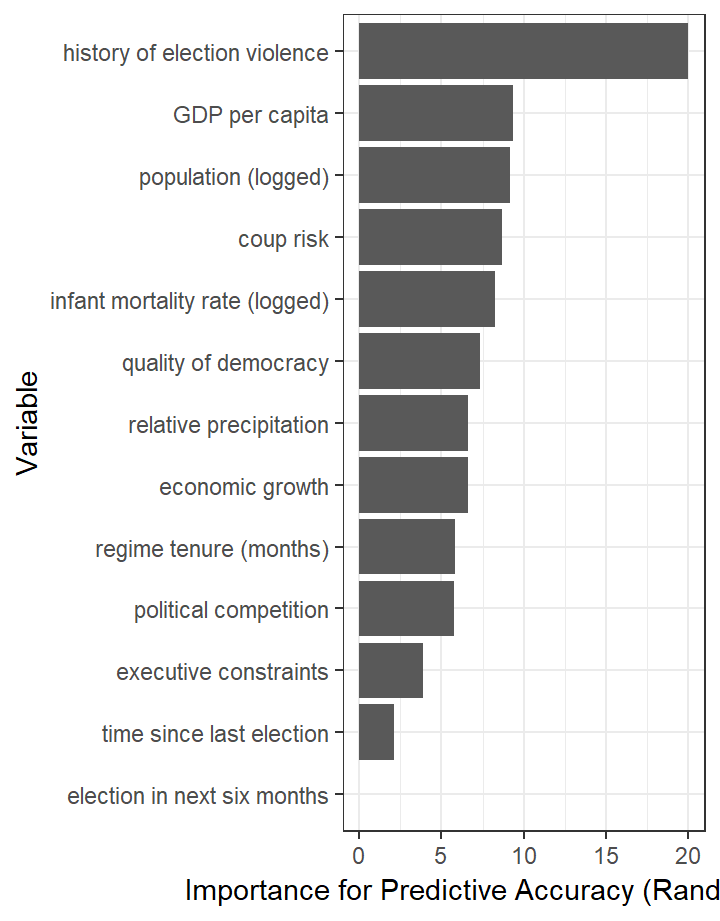 history of election violence
GDP per capita
population (logged)
coup risk
infant mortality rate (logged)
quality of democracy
relative precipitation
economic growth
regime tenure (months)
political competition
executive constraints
time since last election
election in next six months
Variable
0 5 10 15 20
Importance for Predictive Accuracy (Rand